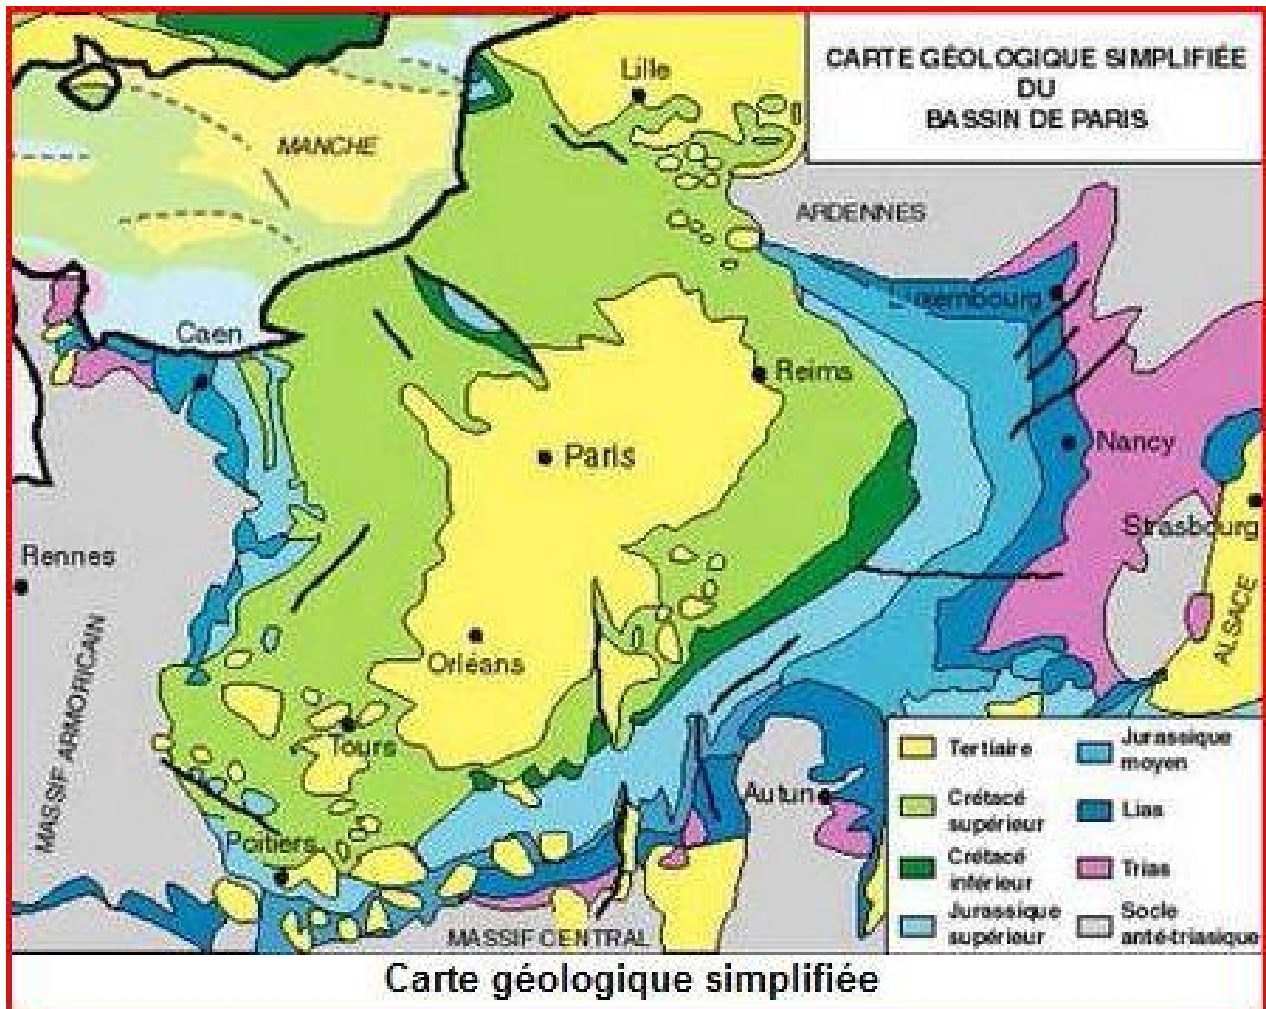 CARTE GÉOLOGIQUE SIMPLIFIÉE
DU
BASSIN DE PARIS
Lille
MANCHE
ARDENNES
Luxembourg
Caen
Reims
Paris
Nancy
Strasbourg
Rennes
ALSACE
Orléans
MASSIF ARMORICAIN
Tours
Autun
Poitiers
MASSIF CENTRAL
Tertiaire
Crétacé
supérieur
Crétacé
inférieur
Jurassique
supérieur
Jurassique
moyen
Lias
Trias
Socle
anté-triasique
Carte géologique simplifiée